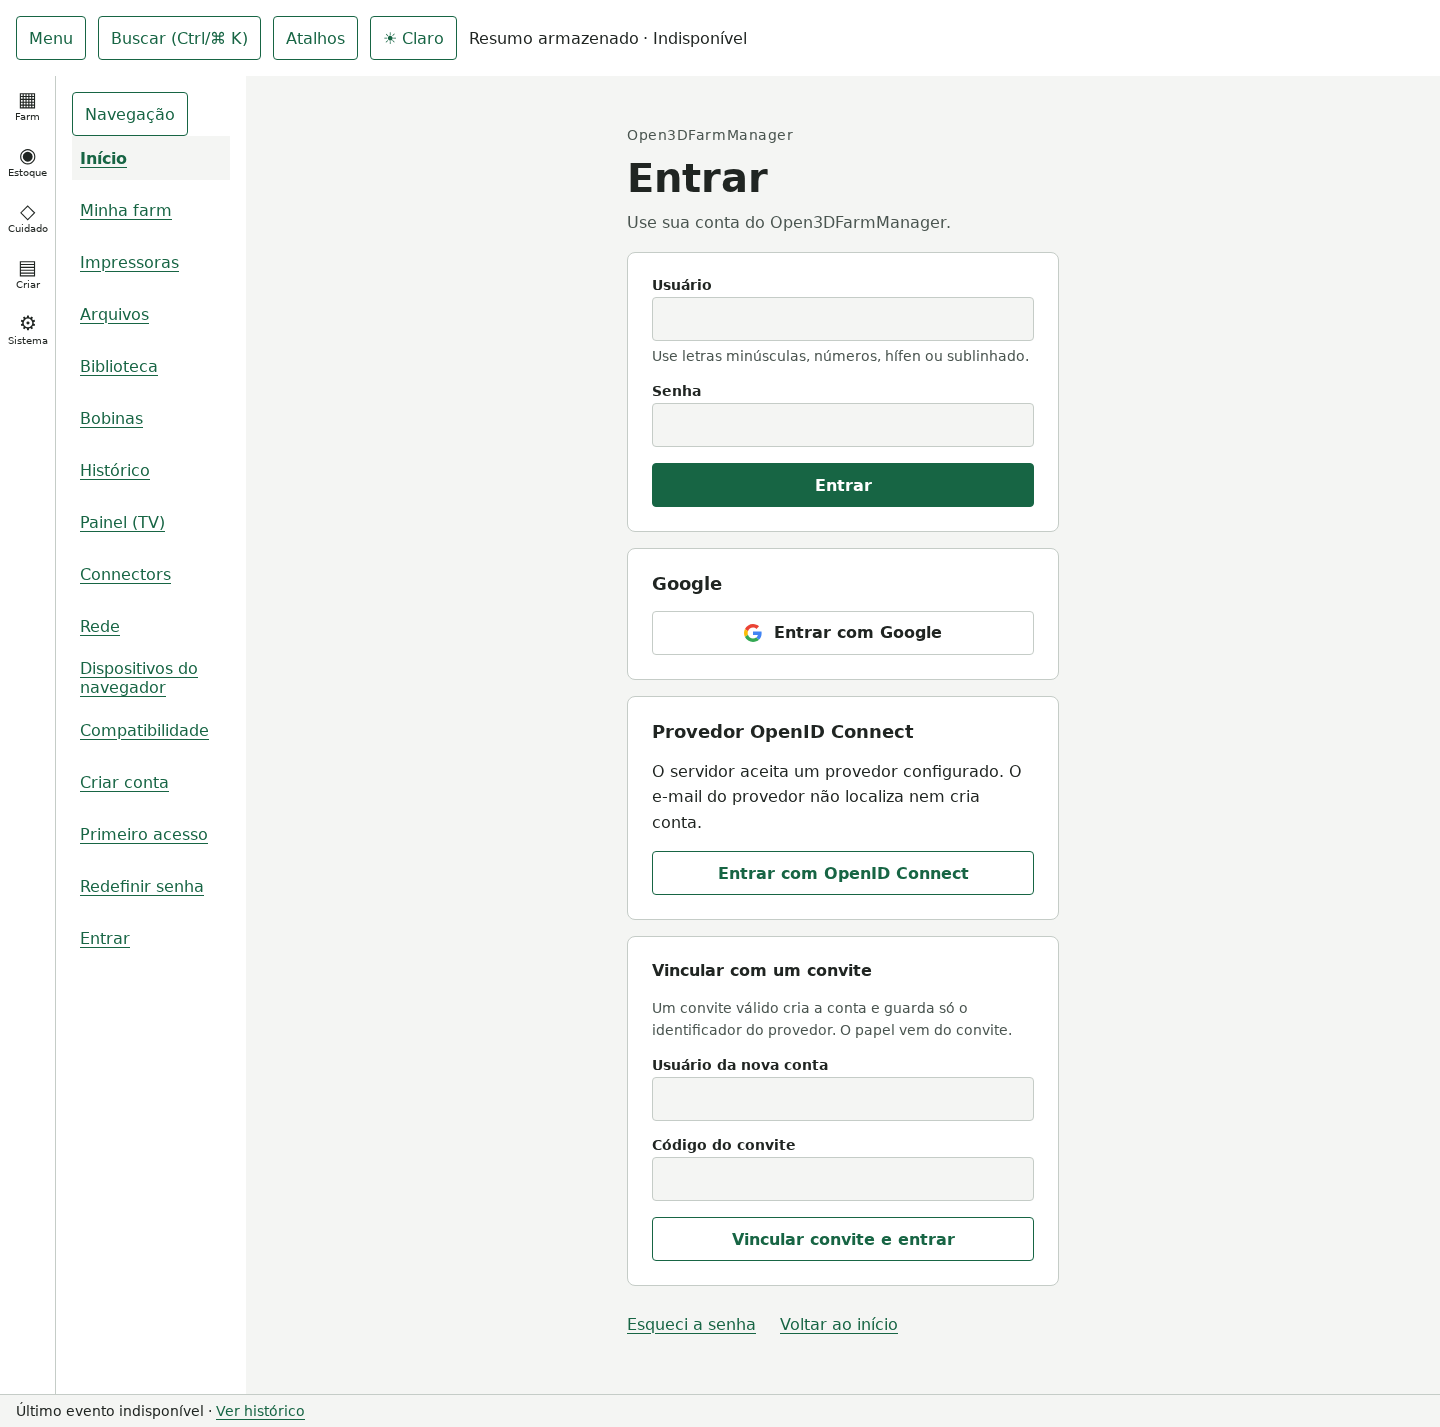 Menu
Buscar (Ctrl/⌘ K)
Atalhos
☀ Claro
Resumo armazenado · Indisponível
Farm
Estoque
Cuidado
Criar
Sistema
Navegação
Início
Minha farm
Impressoras
Arquivos
Biblioteca
Bobinas
Histórico
Painel (TV)
Connectors
Rede
Dispositivos do
navegador
Compatibilidade
Criar conta
Primeiro acesso
Redefinir senha
Entrar
Open3DFarmManager
Entrar
Use sua conta do Open3DFarmManager.
Usuário
Use letras minúsculas, números, hífen ou sublinhado.
Senha
Entrar
Google
Entrar com Google
Provedor OpenID Connect
O servidor aceita um provedor configurado. O
e-mail do provedor não localiza nem cria
conta.
Entrar com OpenID Connect
Vincular com um convite
Um convite válido cria a conta e guarda só o
identificador do provedor. O papel vem do convite.
Usuário da nova conta
Código do convite
Vincular convite e entrar
Esqueci a senha
Voltar ao início
Último evento indisponível · Ver histórico